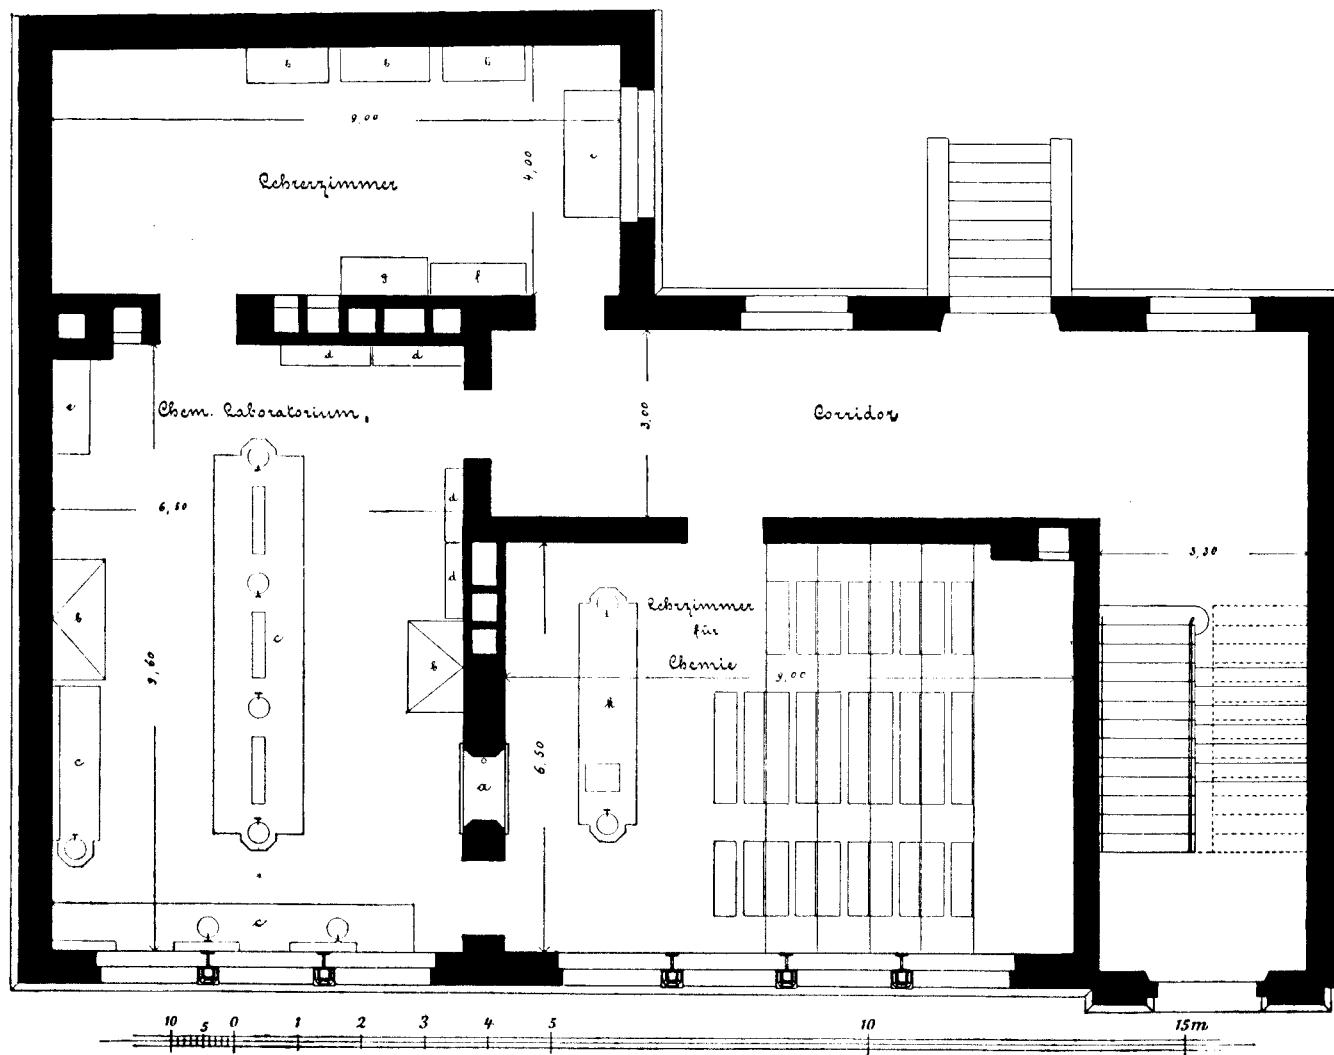 b b b
9,00
4,00
e
Lehrerzimmer
g f
d d
e
Chem. Laboratorium.
3,00
Corridor
6,50
d
3,30
d
b
c
Lehrzimmer
für
Chemie
b
9,60
9,00
k
c
6,50
a
c
10 5 0 1 2 3 4 5 10 15m